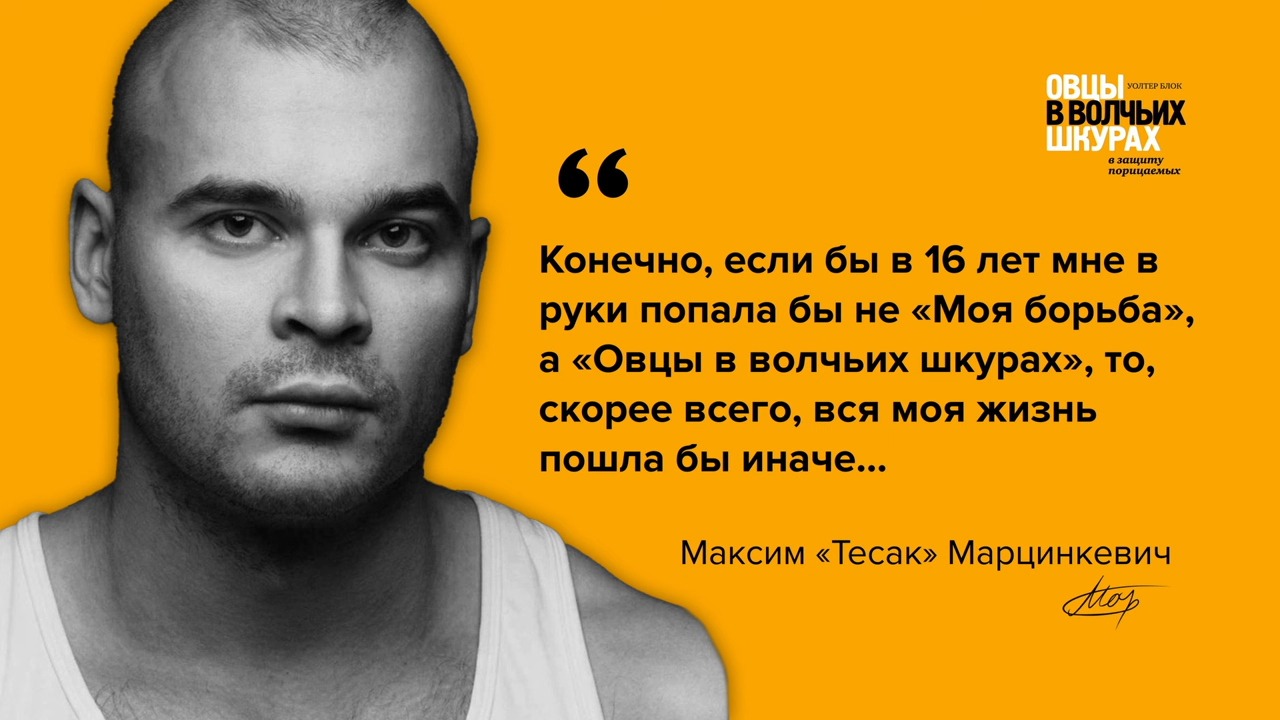 ОВЦЫ УОЛТЕР БЛОК
В ВОЛЧЬИХ
ШКУРАХ
в защиту
порицаемых
“
Конечно, если бы в 16 лет мне в
руки попала бы не «Моя борьба»,
а «Овцы в волчьих шкурах», то,
скорее всего, вся моя жизнь
пошла бы иначе...
Максим «Тесак» Марцинкевич